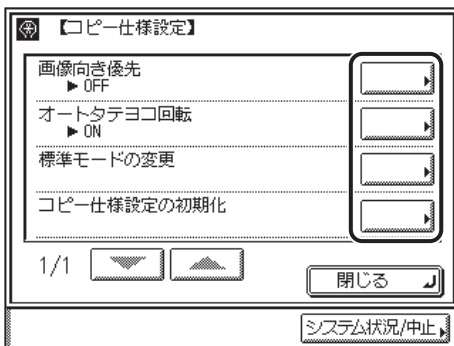 【コピー仕様設定】
画像向き優先
▶ OFF
オートタテヨコ回転
▶ ON
標準モードの変更
コピー仕様設定の初期化
1/1
閉じる
システム状況/中止